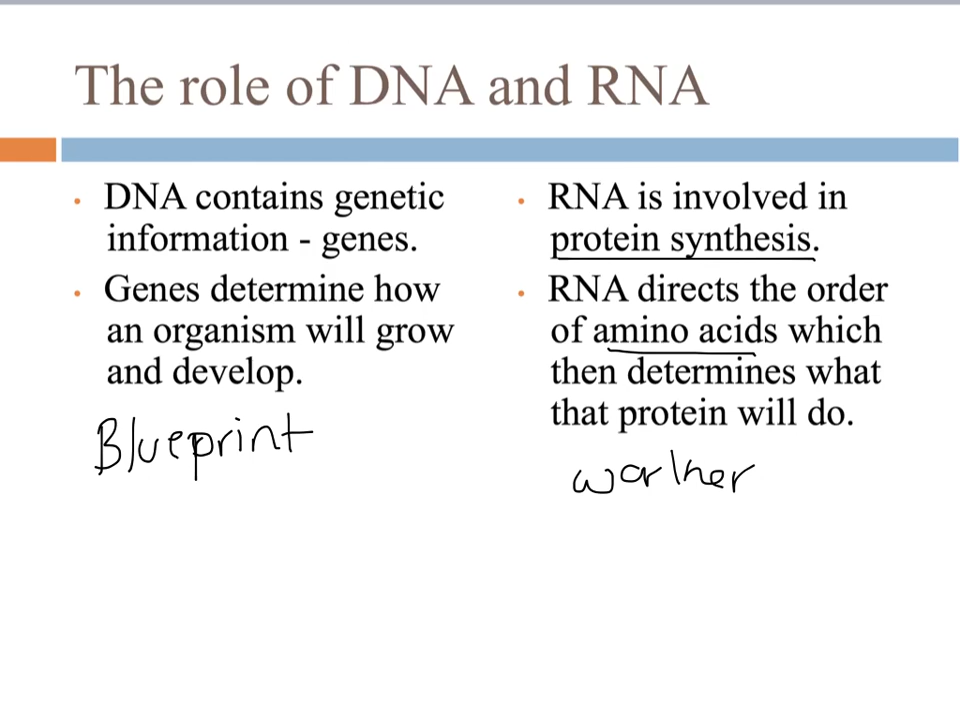 The role of DNA and RNA
• DNA contains genetic
information - genes.
• Genes determine how
an organism will grow
and develop.
Blueprint
• RNA is involved in
protein synthesis.
• RNA directs the order
of amino acids which
then determines what
that protein will do.
worker